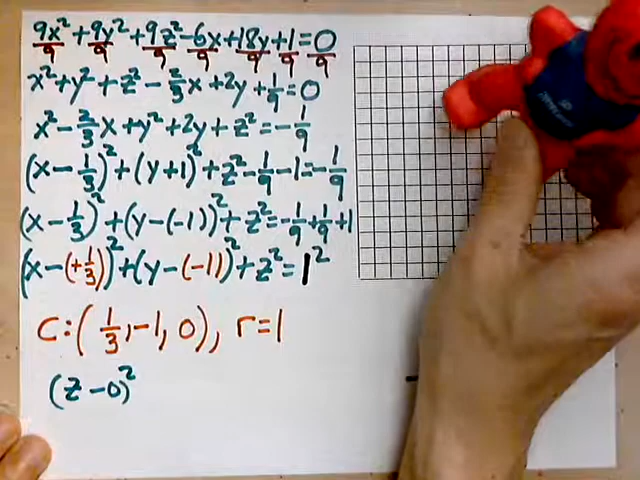 9x²/9 + 9y²/9 + 9z²/9 - 6x/9 + 18y/9 + 1/9 = 0/9
x² + y² + z² - 2/3x + 2y + 1/9 = 0
x² - 2/3x + y² + 2y + z² = -1/9
(x - 1/3)² + (y + 1)² + z² - 1/9 - 1 = -1/9
(x - 1/3)² + (y - (-1))² + z² = -1/9 + 1/9 + 1
(x - (+1/3))² + (y - (-1))² + z² = 1²
C: (1/3, -1, 0), r = 1
(z - 0)²